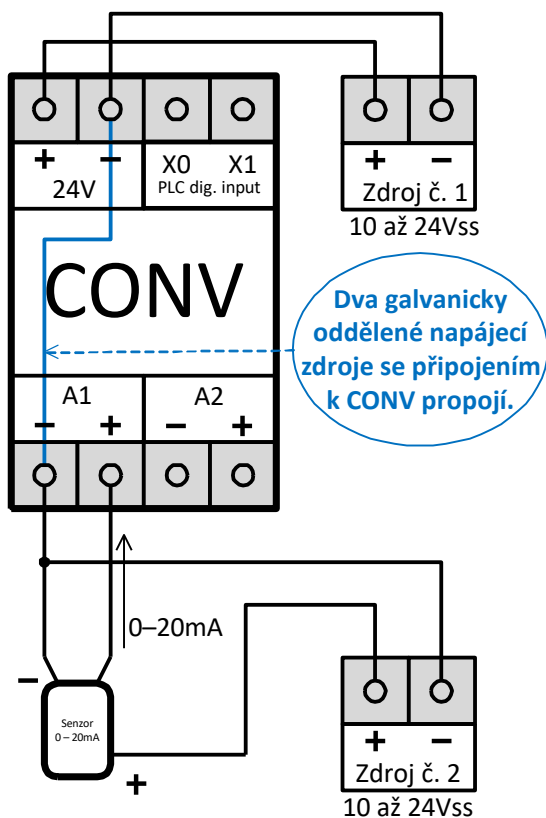 + −
24V
X0 X1
PLC dig. input
+ −
Zdroj č. 1
10 až 24Vss
CONV
Dva galvanicky
oddělené napájecí
zdroje se připojením
k CONV propojí.
A1
− +
A2
− +
0–20mA
−
Senzor
0 – 20mA
+
+ −
Zdroj č. 2
10 až 24Vss